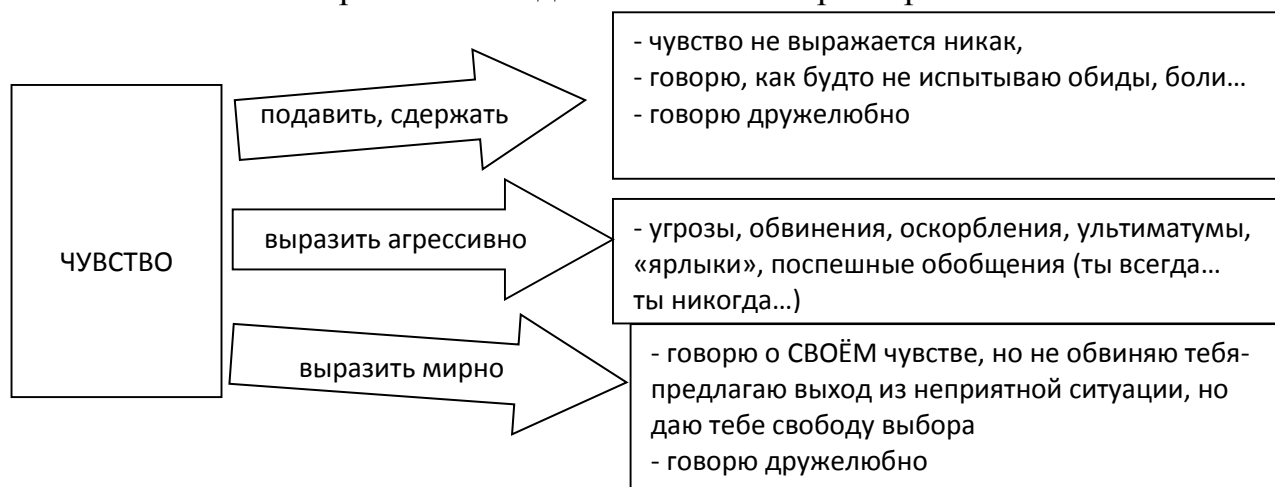 - чувство не выражается никак,
- говорю, как будто не испытываю обиды, боли…
- говорю дружелюбно
подавить, сдержать
ЧУВСТВО
выразить агрессивно
- угрозы, обвинения, оскорбления, ультиматумы,
«ярлыки», поспешные обобщения (ты всегда…
ты никогда…)
выразить мирно
- говорю о СВОЁМ чувстве, но не обвиняю тебя-
предлагаю выход из неприятной ситуации, но
даю тебе свободу выбора
- говорю дружелюбно